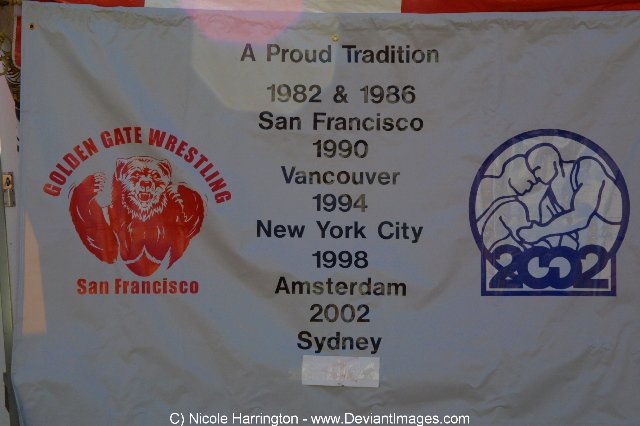 A Proud Tradition
1982 & 1986
San Francisco
1990
Vancouver
1994
New York City
1998
Amsterdam
2002
Sydney
GOLDEN GATE WRESTLING
San Francisco
2002
C) Nicole Harrington - www.DeviantImages.com